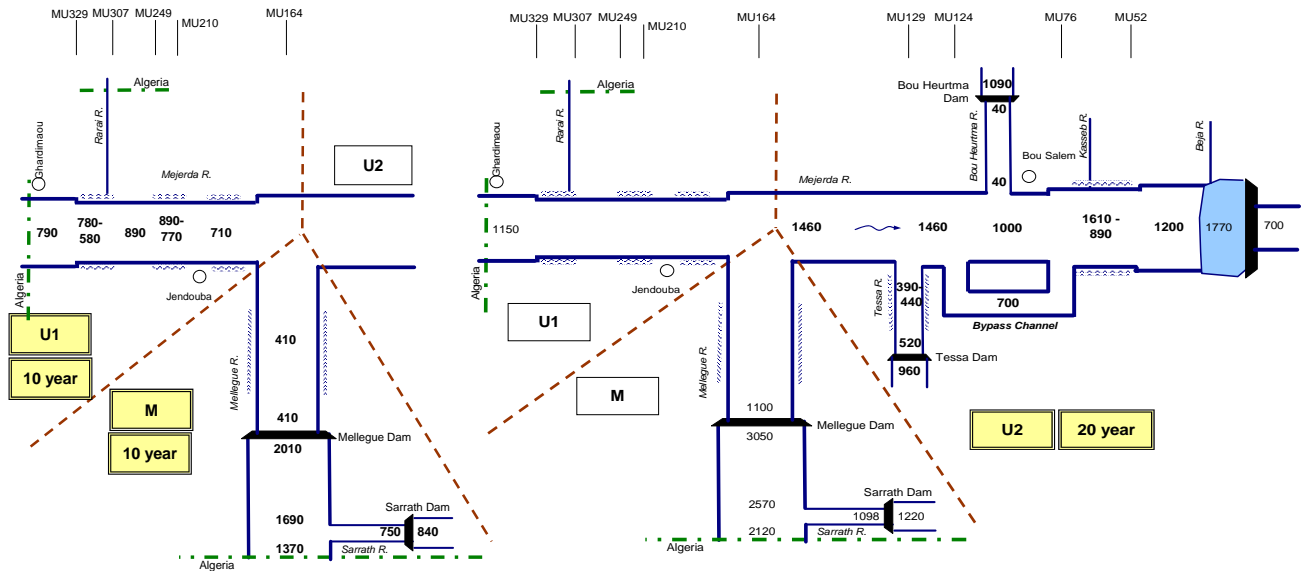 MU329
MU307
MU249
MU210
MU164
Algeria
Rarai R.
Ghardimaou
Mejerda R.
U2
790
780-
580
890
890-
770
710
Algeria
Jendouba
U1
10 year
M
10 year
Mellegue R.
410
410
Mellegue Dam
2010
1690
1370
Sarrath Dam
750
840
Sarrath R.
Algeria
MU329
MU307
MU249
MU210
MU164
MU129
MU124
MU76
MU52
Algeria
Rarai R.
Ghardimaou
Bou Heurtma
Dam
1090
40
Bou Heurtma R.
40
Bou Salem
Kasseb R.
Beja R.
Mejerda R.
1150
1460
1460
1000
1610 -
890
1200
1770
700
Algeria
Jendouba
U1
M
Mellegue R.
Tessa R.
390-
440
520
Tessa Dam
960
700
Bypass Channel
1100
Mellegue Dam
3050
U2
20 year
2570
2120
Sarrath Dam
1098
1220
Sarrath R.
Algeria